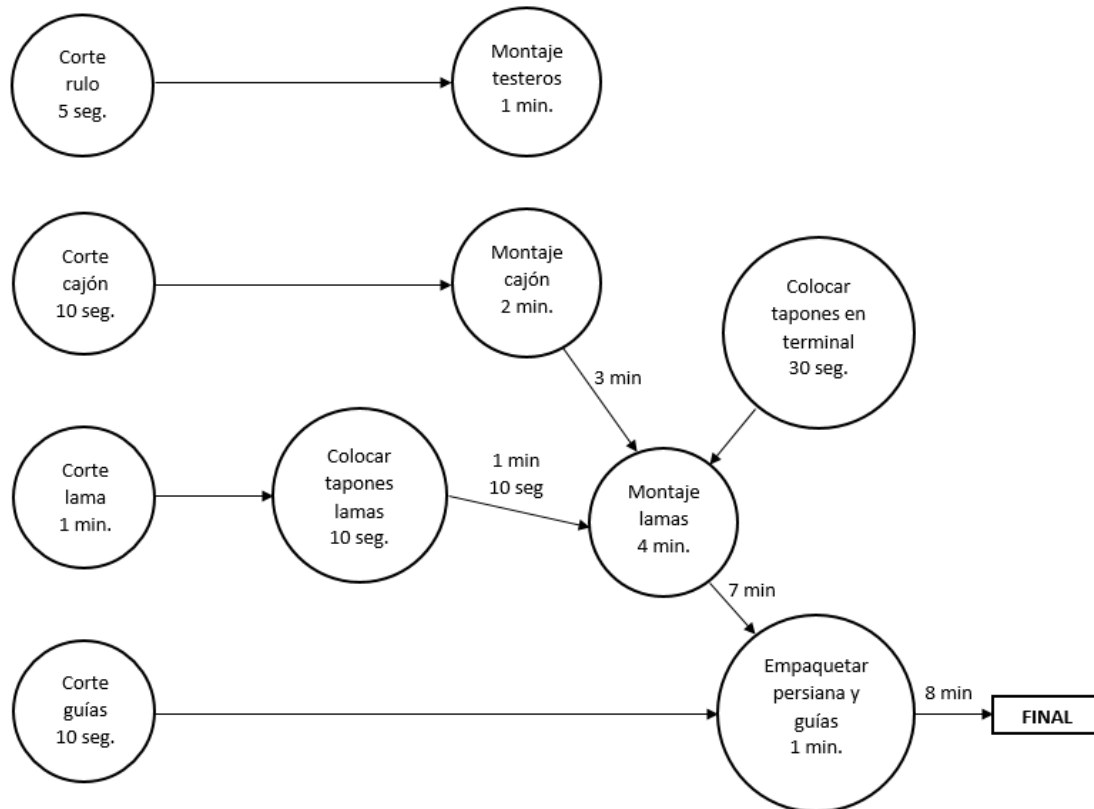 Corte
rulo
5 seg.
Montaje
testeros
1 min.
Corte
cajón
10 seg.
Montaje
cajón
2 min.
Colocar
tapones en
terminal
30 seg.
3 min
Corte
lama
1 min.
Colocar
tapones
lamas
10 seg.
1 min
10 seg
Montaje
lamas
4 min.
7 min
Corte
guías
10 seg.
Empaquetar
persiana y
guías
1 min.
8 min
FINAL